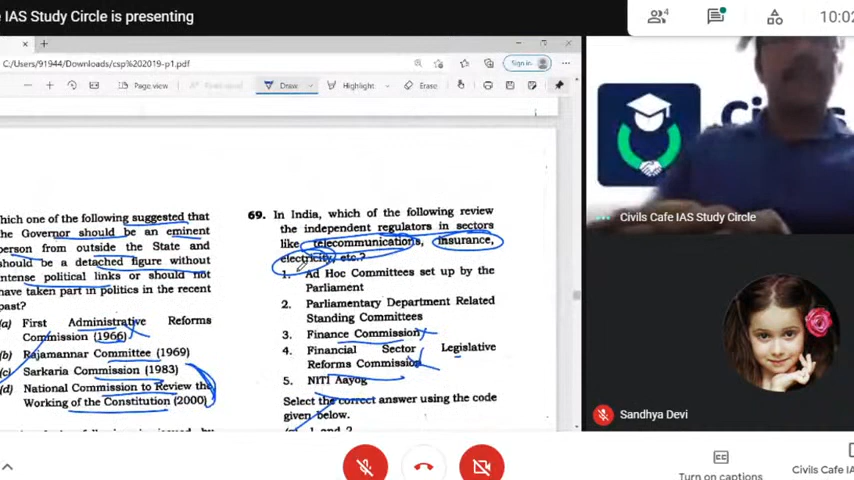 e IAS Study Circle is presenting
4
10:02
C:/Users/91944/Downloads/csp%202019-p1.pdf
Sign in
Page view
Read aloud
Draw
Highlight
Erase
hich one of the following suggested that
the Governor should be an eminent
person from outside the State and
should be a detached figure without
intense political links or should not
have taken part in politics in the recent
past?
(a) First Administrative Reforms
Commission (1966)
(b) Rajamannar Committee (1969)
(c) Sarkaria Commission (1983)
(d) National Commission to Review the
Working of the Constitution (2000)
69. In India, which of the following review
the independent regulators in sectors
like telecommunications, insurance,
electricity, etc.?
1. Ad Hoc Committees set up by the
Parliament
2. Parliamentary Department Related
Standing Committees
3. Finance Commission
4. Financial Sector Legislative
Reforms Commission
5. NITI Aayog
Select the correct answer using the code
given below.
(a) 1 and 2
Civils Cafe IAS Study Circle
Sandhya Devi
Turn on captions
Civils Cafe IA